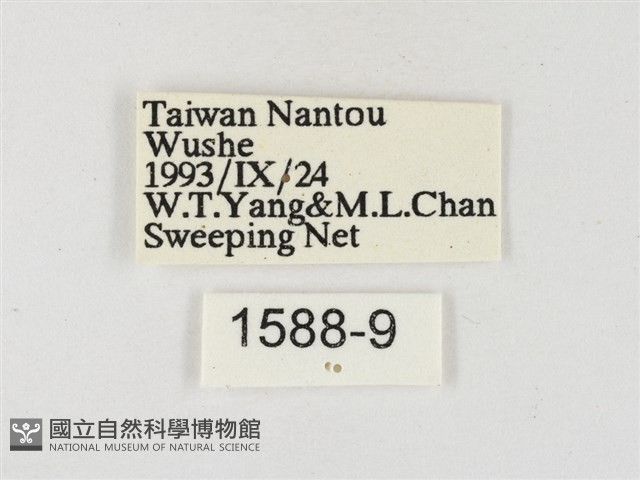 Taiwan Nantou
Wushe
1993/IX/24
W.T.Yang&M.L.Chan
Sweeping Net
1588-9
國立自然科學博物館
NATIONAL MUSEUM OF NATURAL SCIENCE